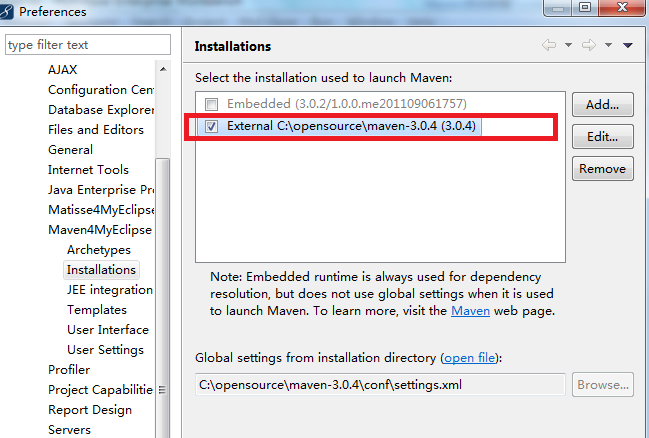 Preferences
type filter text
AJAX
Configuration Cen
Database Explorer
Files and Editors
General
Internet Tools
Java Enterprise Pr
Matisse4MyEclipse
Maven4MyEclipse
Archetypes
Installations
JEE integration
Templates
User Interface
User Settings
Profiler
Project Capabilitie
Report Design
Servers
Installations
Select the installation used to launch Maven:
Embedded (3.0.2/1.0.0.me201109061757)
External C:\opensource\maven-3.0.4 (3.0.4)
Add...
Edit...
Remove
Note: Embedded runtime is always used for dependency
resolution, but does not use global settings when it is used
to launch Maven. To learn more, visit the Maven web page.
Global settings from installation directory (open file):
C:\opensource\maven-3.0.4\conf\settings.xml
Browse...